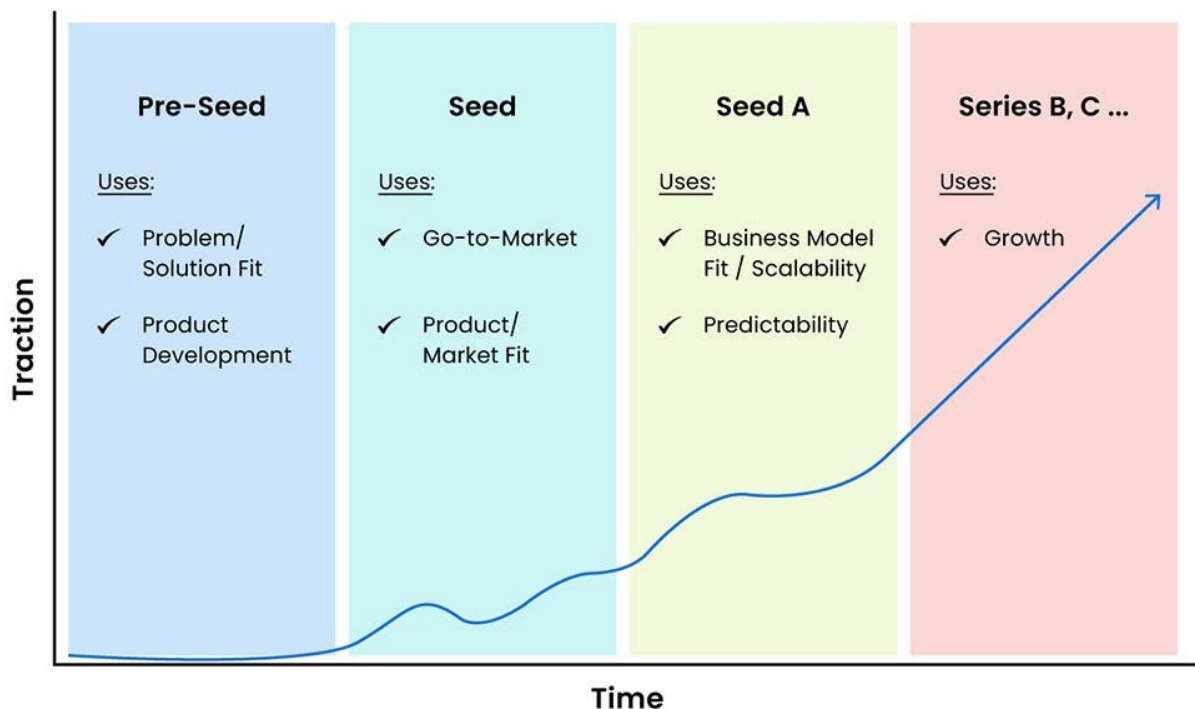 Pre-Seed
Uses:
✓ Problem/
Solution Fit
✓ Product
Development
Seed
Uses:
✓ Go-to-Market
✓ Product/
Market Fit
Seed A
Uses:
✓ Business Model
Fit / Scalability
✓ Predictability
Series B, C ...
Uses:
✓ Growth
Traction
Time